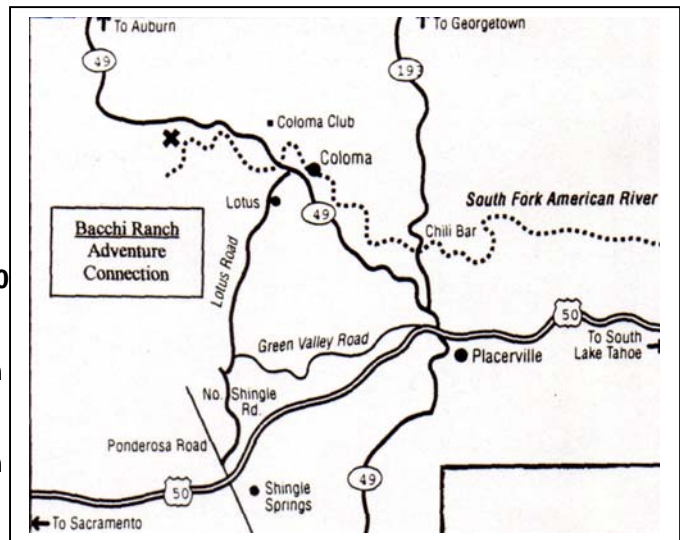 To Auburn
To Georgetown
49
193
Coloma Club
Coloma
South Fork American River
Lotus
49
Chili Bar
Bacchi Ranch
Adventure
Connection
Lotus Road
50
Green Valley Road
To South
Lake Tahoe
Placerville
No. Shingle
Rd.
Ponderosa Road
50
Shingle
Springs
49
To Sacramento